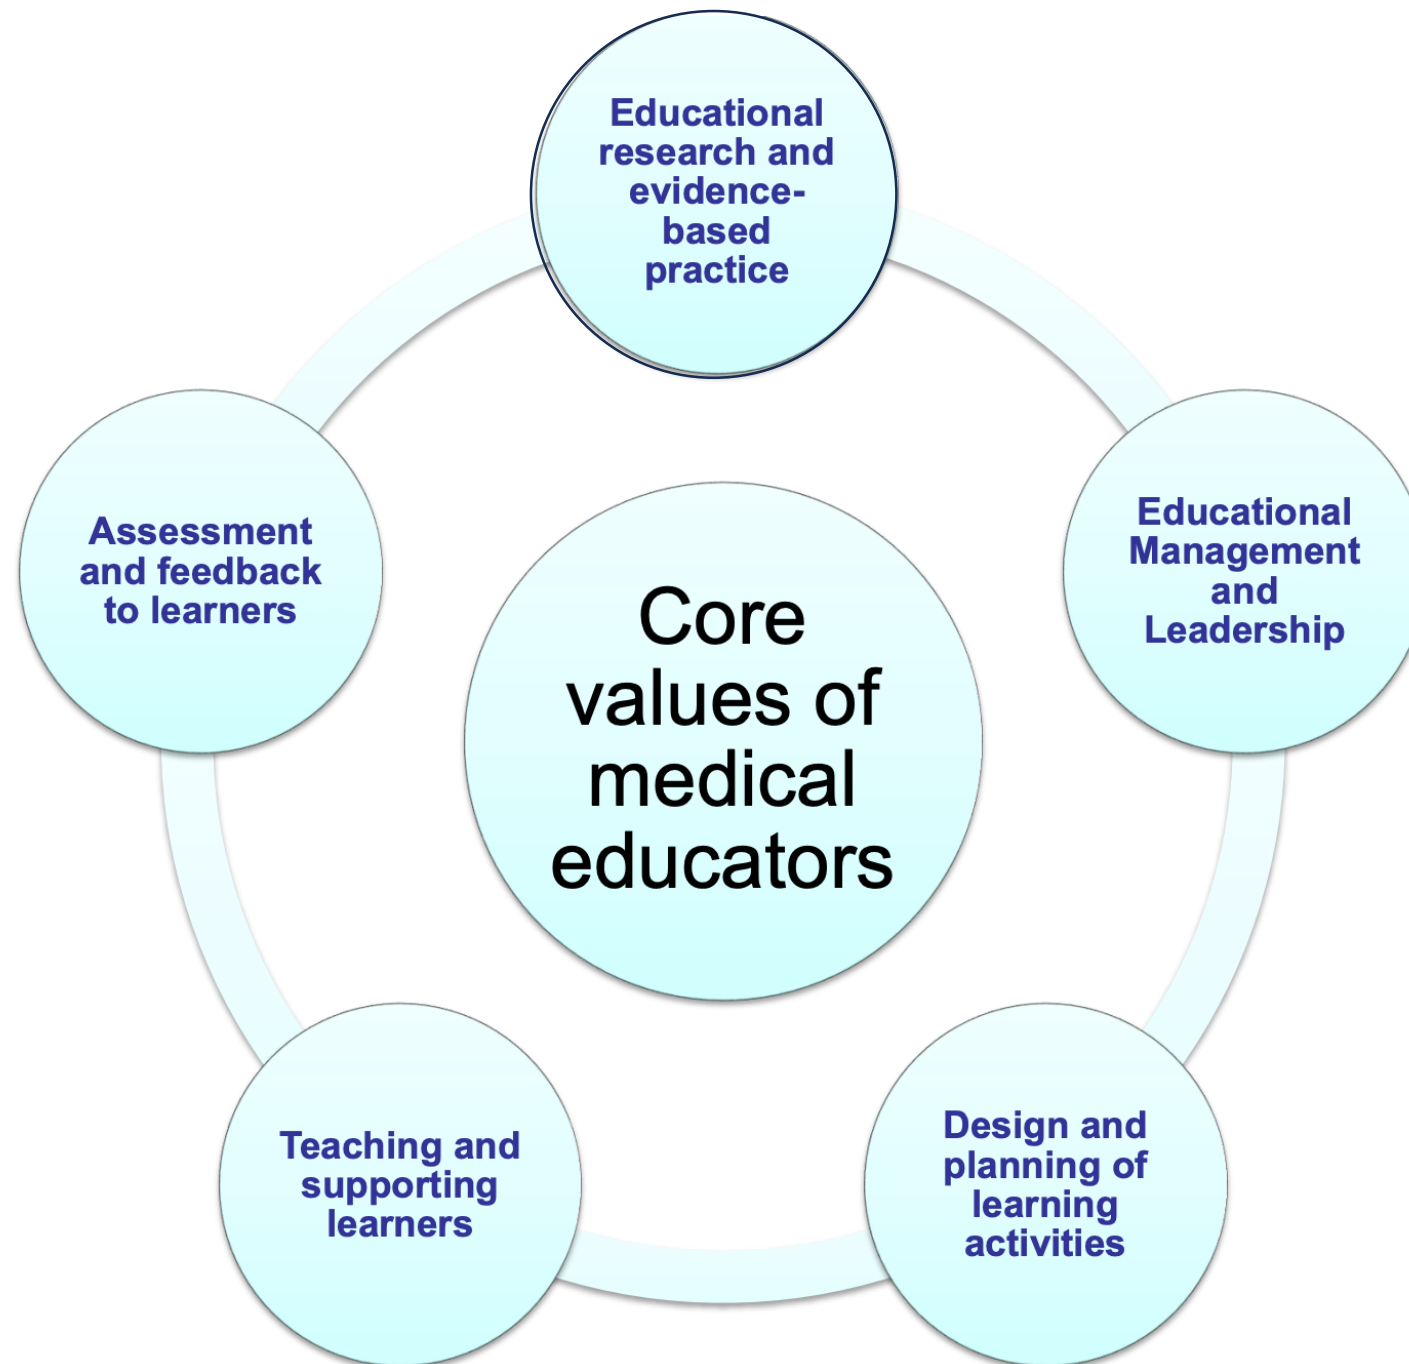 Educational
research and
evidence-
based
practice
Educational
Management
and
Leadership
Assessment
and feedback
to learners
Core
values of
medical
educators
Teaching and
supporting
learners
Design and
planning of
learning
activities